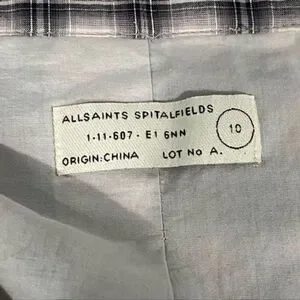 ALLSAINTS SPITALFIELDS
1-11-607 · E1 6NN
10
ORIGIN:CHINA LOT No A.